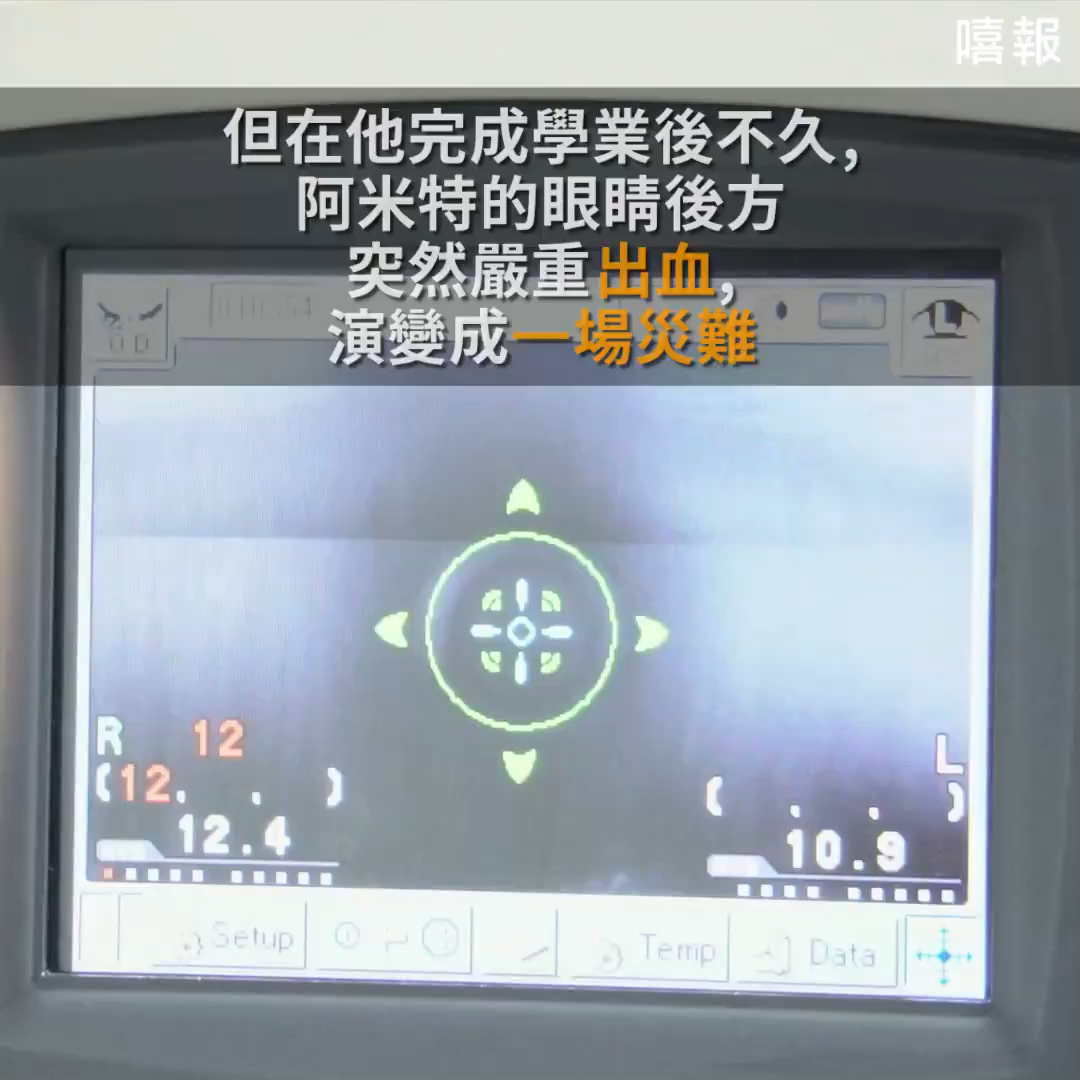 嘻報
但在他完成學業後不久,
阿米特的眼睛後方
突然嚴重出血,
演變成一場災難
OD
R 12
(12. . )
12.4
L
( . . )
10.9
Setup
Temp
Data